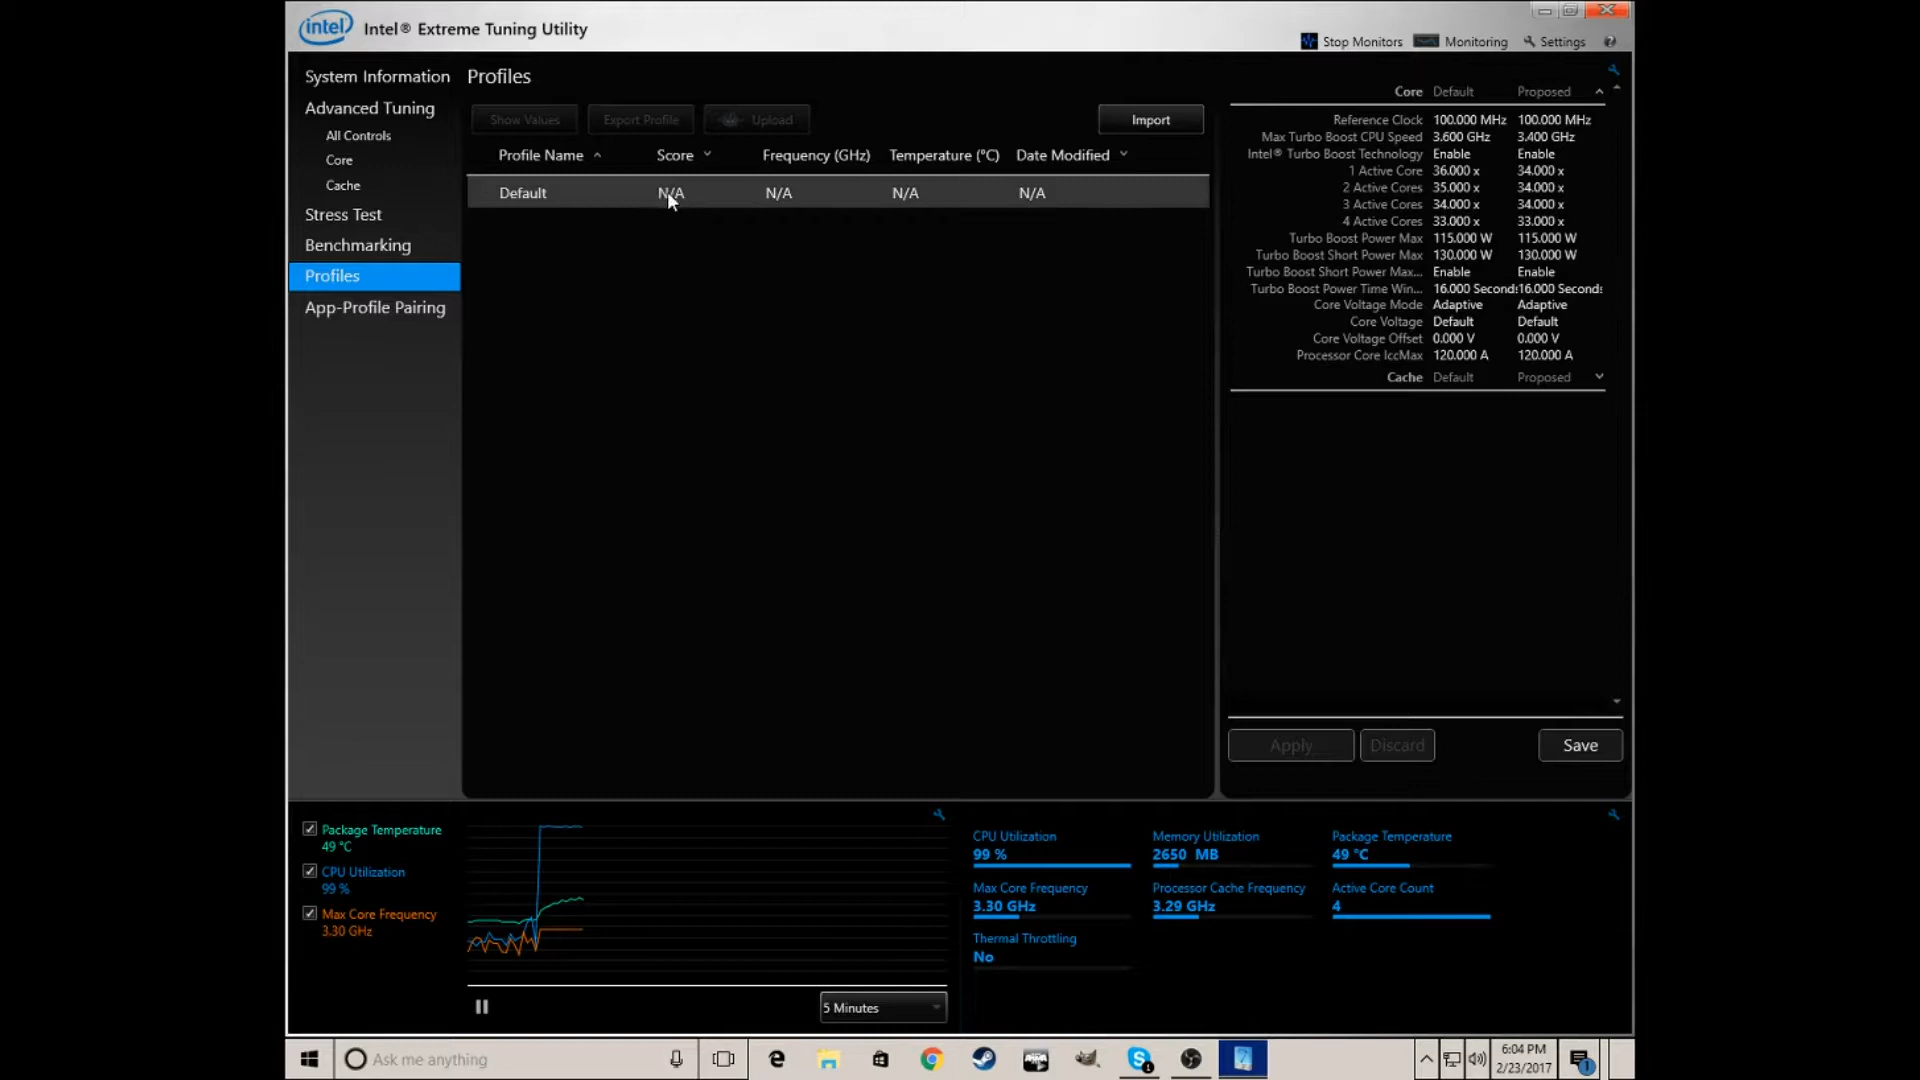 intel Intel® Extreme Tuning Utility
Stop Monitors Monitoring Settings ?
System Information
Advanced Tuning
All Controls
Core
Cache
Stress Test
Benchmarking
Profiles
App-Profile Pairing
Profiles
Show Values Export Profile Upload Import
Profile Name Score Frequency (GHz) Temperature (°C) Date Modified
Default N/A N/A N/A N/A
Core Default Proposed
Reference Clock 100.000 MHz 100.000 MHz
Max Turbo Boost CPU Speed 3.600 GHz 3.400 GHz
Intel® Turbo Boost Technology Enable Enable
1 Active Core 36.000 x 34.000 x
2 Active Cores 35.000 x 34.000 x
3 Active Cores 34.000 x 34.000 x
4 Active Cores 33.000 x 33.000 x
Turbo Boost Power Max 115.000 W 115.000 W
Turbo Boost Short Power Max 130.000 W 130.000 W
Turbo Boost Short Power Max... Enable Enable
Turbo Boost Power Time Win... 16.000 Seconds 16.000 Seconds
Core Voltage Mode Adaptive Adaptive
Core Voltage Default Default
Core Voltage Offset 0.000 V 0.000 V
Processor Core IccMax 120.000 A 120.000 A
Cache Default Proposed
Apply Discard Save
Package Temperature
49 °C
CPU Utilization
99 %
Max Core Frequency
3.30 GHz
5 Minutes
CPU Utilization Memory Utilization Package Temperature
99 % 2650 MB 49 °C
Max Core Frequency Processor Cache Frequency Active Core Count
3.30 GHz 3.29 GHz 4
Thermal Throttling
No
Ask me anything
6:04 PM
2/23/2017